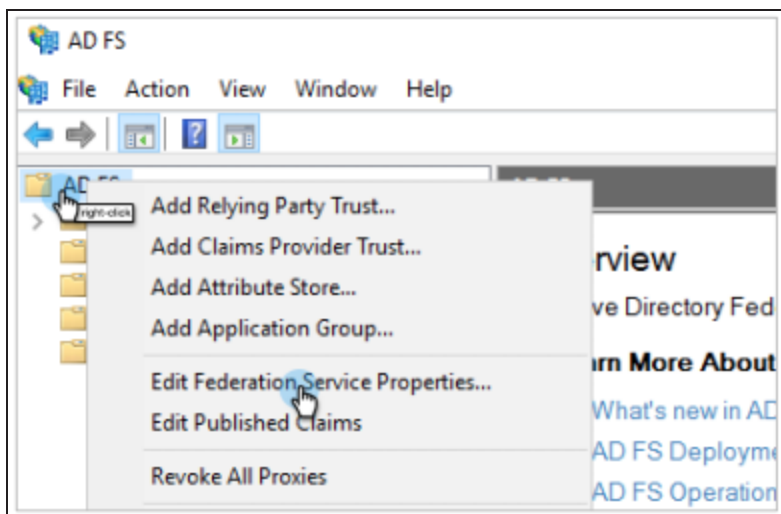 AD FS
File Action View Window Help
AD FS
right-click
Add Relying Party Trust...
Add Claims Provider Trust...
Add Attribute Store...
Add Application Group...
Edit Federation Service Properties...
Edit Published Claims
Revoke All Proxies
rview
ve Directory Fed
rn More About
What's new in AD
AD FS Deployme
AD FS Operation